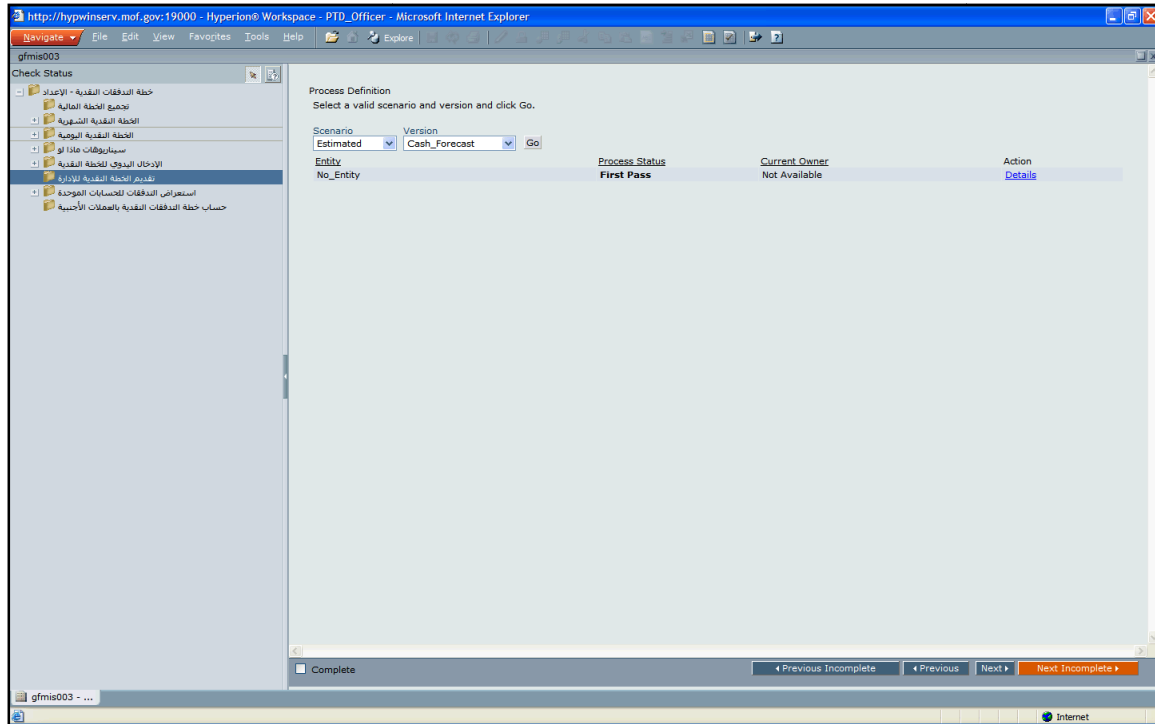 http://hypwinserv.mof.gov:19000 - Hyperion® Workspace - PTD_Officer - Microsoft Internet Explorer
Navigate File Edit View Favorites Tools Help Explore
gfmis003
Check Status
خطة التدفقات النقدية - الإعداد
تجميع الخطة المالية
الخطة النقدية الشهرية
الخطة النقدية اليومية
سيناريوهات ماذا لو
الإدخال اليدوي للخطة النقدية
تقديم الخطة النقدية للإدارة
استعراض التدفقات للحسابات الموحدة
حساب خطة التدفقات النقدية بالعملات الأجنبية
Process Definition
Select a valid scenario and version and click Go.
Scenario Version
Estimated Cash_Forecast Go
Entity Process Status Current Owner Action
No_Entity First Pass Not Available Details
Complete Previous Incomplete Previous Next Next Incomplete
gfmis003 - ...
Internet